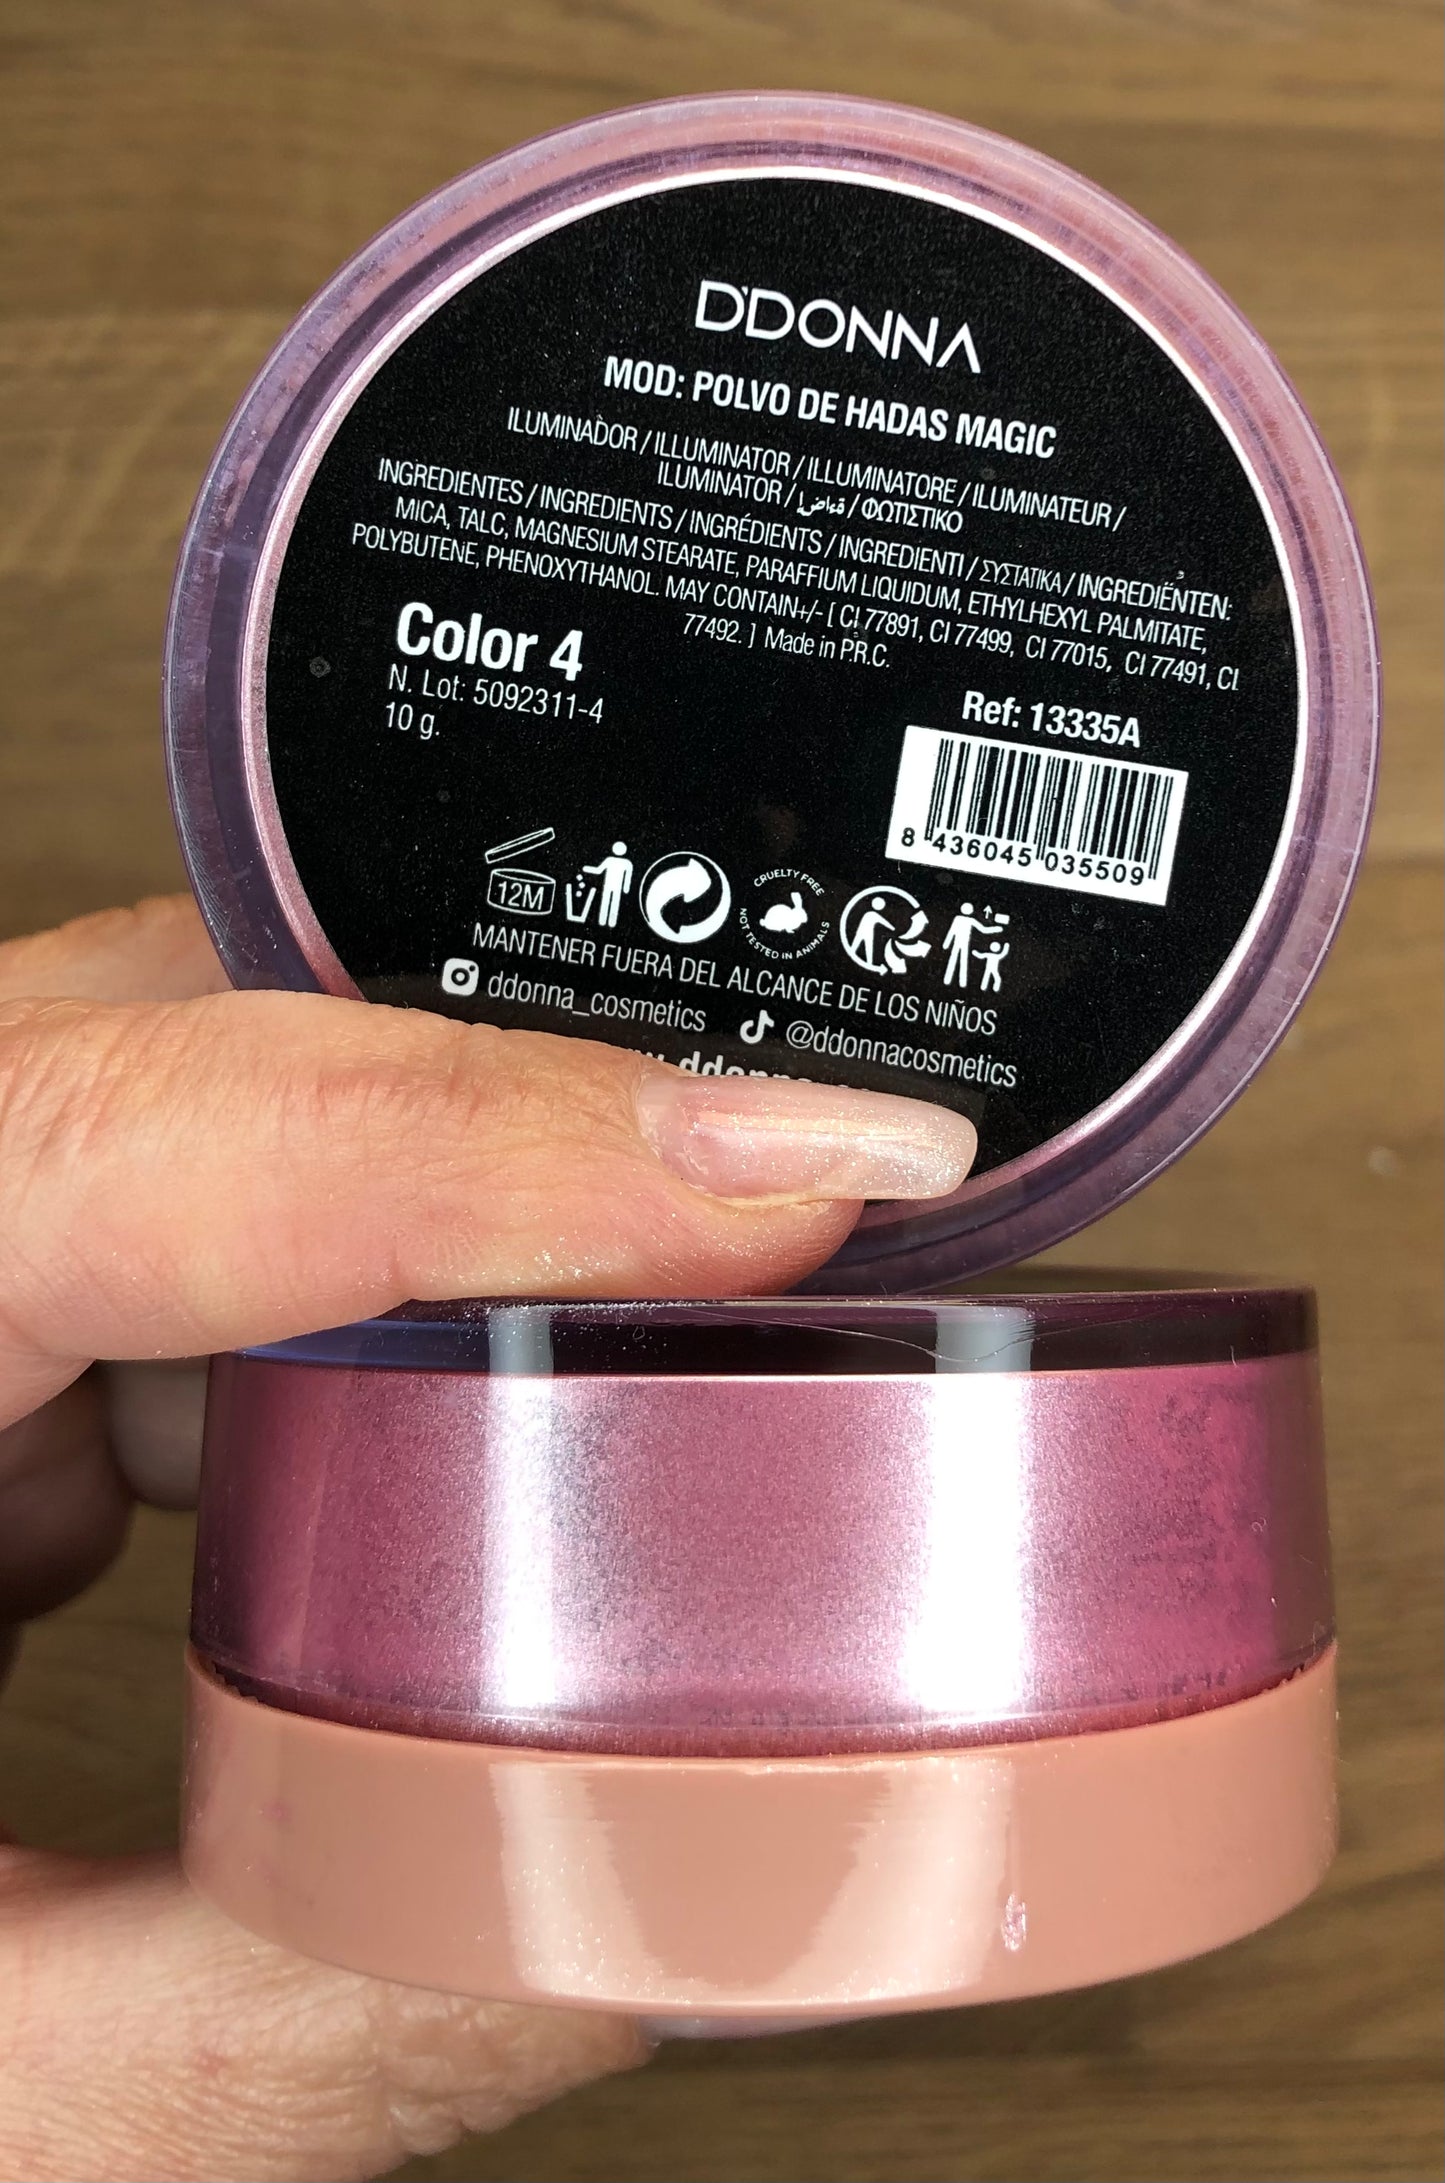 D'DONNA
MOD: POLVO DE HADAS MAGIC
ILUMINADOR / ILLUMINATOR / ILLUMINATORE / ILUMINATEUR /
ILUMINATOR / / ΦΩΤΙΣΤΙΚΟ
INGREDIENTES / INGREDIENTS / INGRÉDIENTS / INGREDIENTI / ΣΥΣΤΑΤΙΚΑ / INGREDIËNTEN:
MICA, TALC, MAGNESIUM STEARATE, PARAFFIUM LIQUIDUM, ETHYLHEXYL PALMITATE,
POLYBUTENE, PHENOXYTHANOL. MAY CONTAIN+/- [ CI 77891, CI 77499, CI 77015, CI 77491, CI
77492. ] Made in P.R.C.
Color 4
N. Lot: 5092311-4
10 g.
Ref: 13335A
8 436045 035509
12M
CRUELTY FREE
NOT TESTED IN ANIMALS
MANTENER FUERA DEL ALCANCE DE LOS NIÑOS
ddonna_cosmetics
@ddonnacosmetics